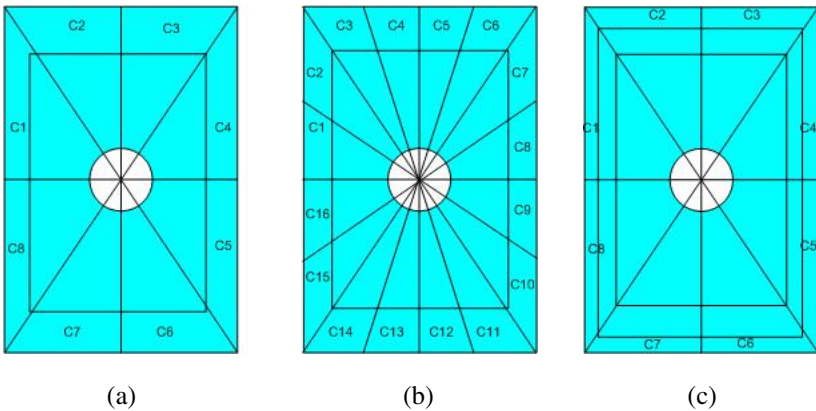 C2 C3
C1 C4
C8 C5
C7 C6
C3 C4 C5 C6
C2 C7
C1 C8
C16 C9
C15 C10
C14 C13 C12 C11
C2 C3
C1 C4
C8 C5
C7 C6
(a) (b) (c)